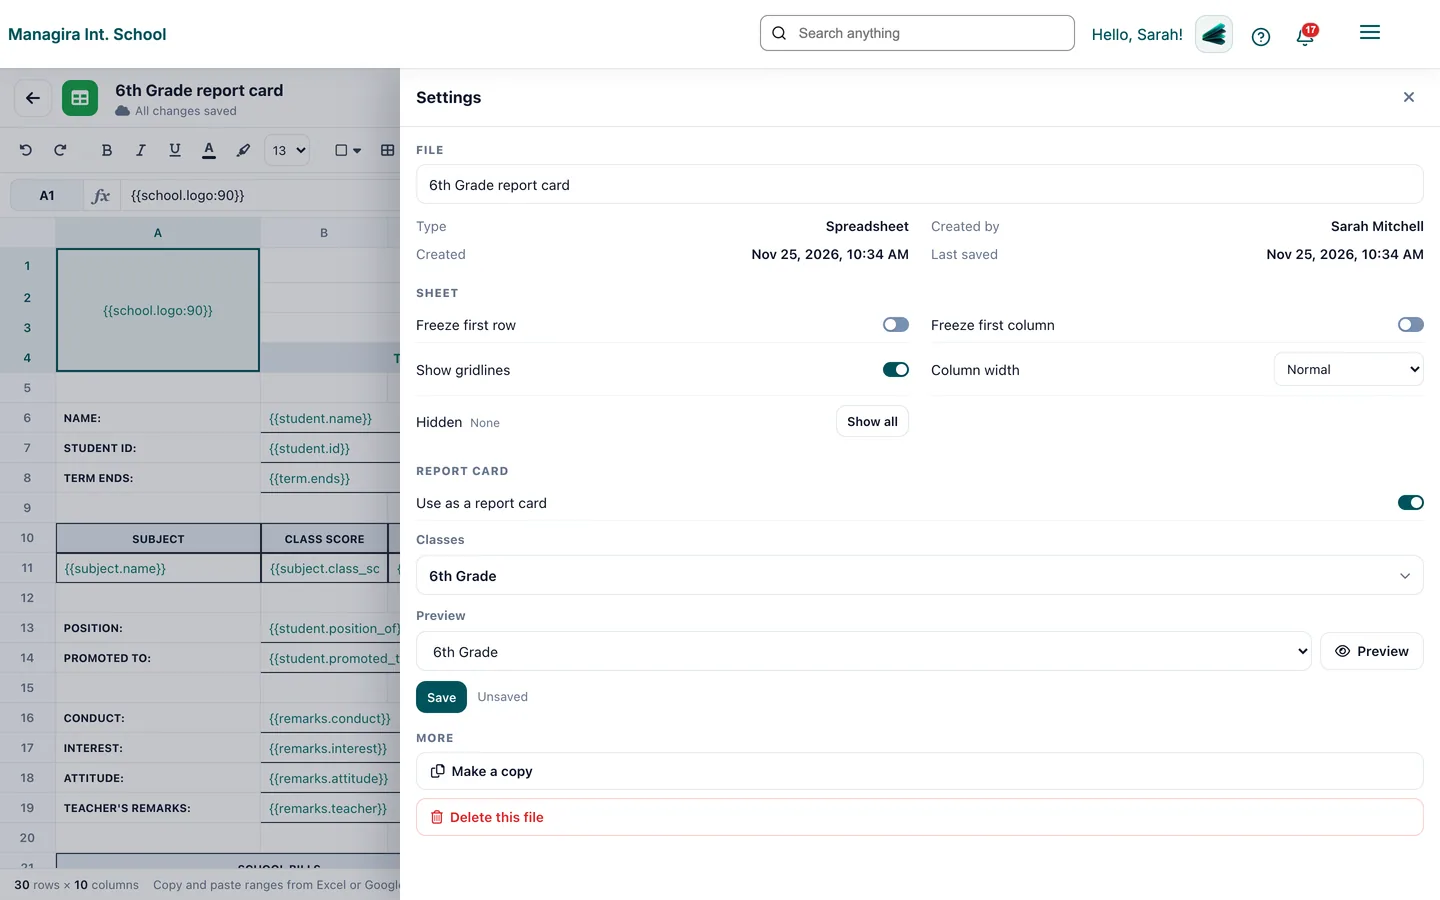 Managira Int. School
Search anything
Hello, Sarah!
17
6th Grade report card
All changes saved
B I U A 13
A1 fx {{school.logo:90}}
A B
1
2 {{school.logo:90}}
3
4 T
5
6 NAME: {{student.name}}
7 STUDENT ID: {{student.id}}
8 TERM ENDS: {{term.ends}}
9
10 SUBJECT CLASS SCORE
11 {{subject.name}} {{subject.class_sc {
12
13 POSITION: {{student.position_of}
14 PROMOTED TO: {{student.promoted_t
15
16 CONDUCT: {{remarks.conduct}}
17 INTEREST: {{remarks.interest}}
18 ATTITUDE: {{remarks.attitude}}
19 TEACHER'S REMARKS: {{remarks.teacher}}
20
21 SCHOOL BILLS
30 rows × 10 columns Copy and paste ranges from Excel or Google
Settings
FILE
6th Grade report card
Type Spreadsheet Created by Sarah Mitchell
Created Nov 25, 2026, 10:34 AM Last saved Nov 25, 2026, 10:34 AM
SHEET
Freeze first row Freeze first column
Show gridlines Column width Normal
Hidden None Show all
REPORT CARD
Use as a report card
Classes
6th Grade
Preview
6th Grade Preview
Save Unsaved
MORE
Make a copy
Delete this file